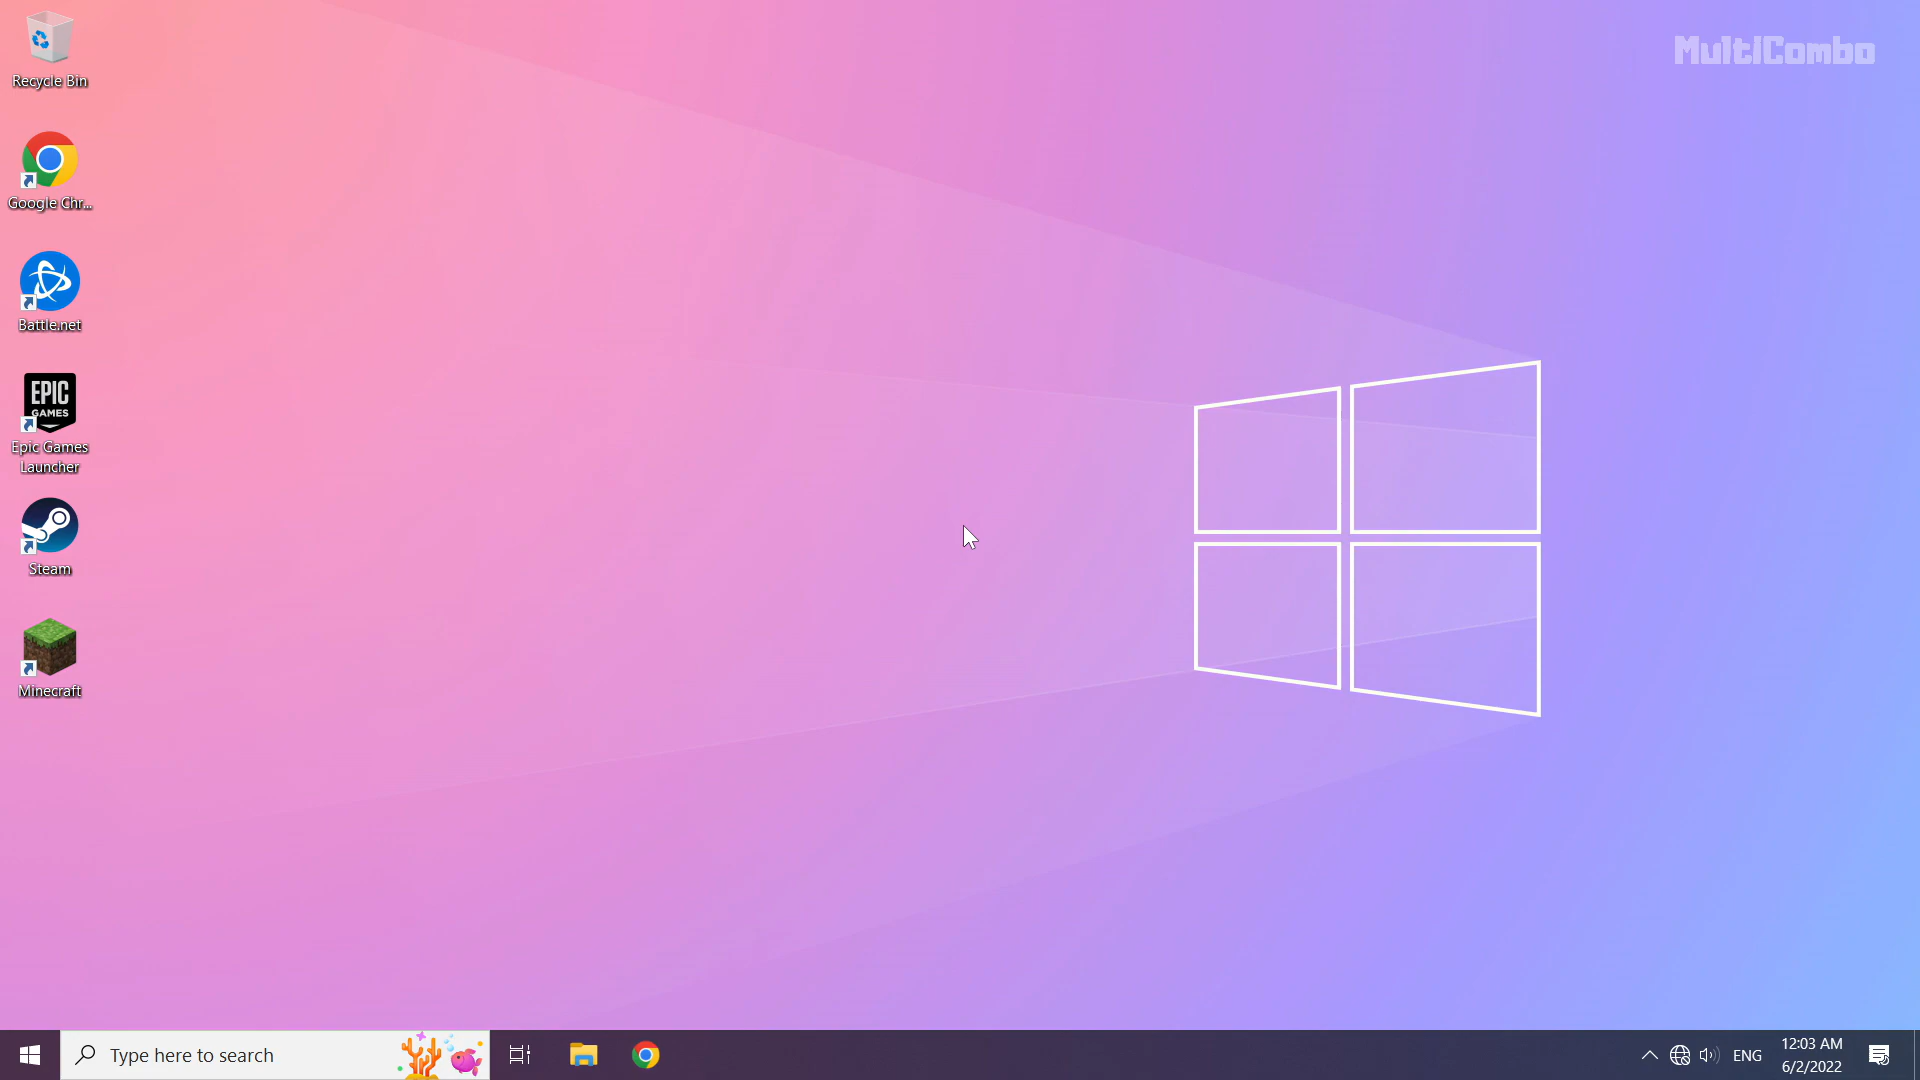 MultiCombo
Recycle Bin
Google Chr...
Battle.net
EPIC
GAMES
Epic Games
Launcher
Steam
Minecraft
Type here to search
ENG
12:03 AM
6/2/2022